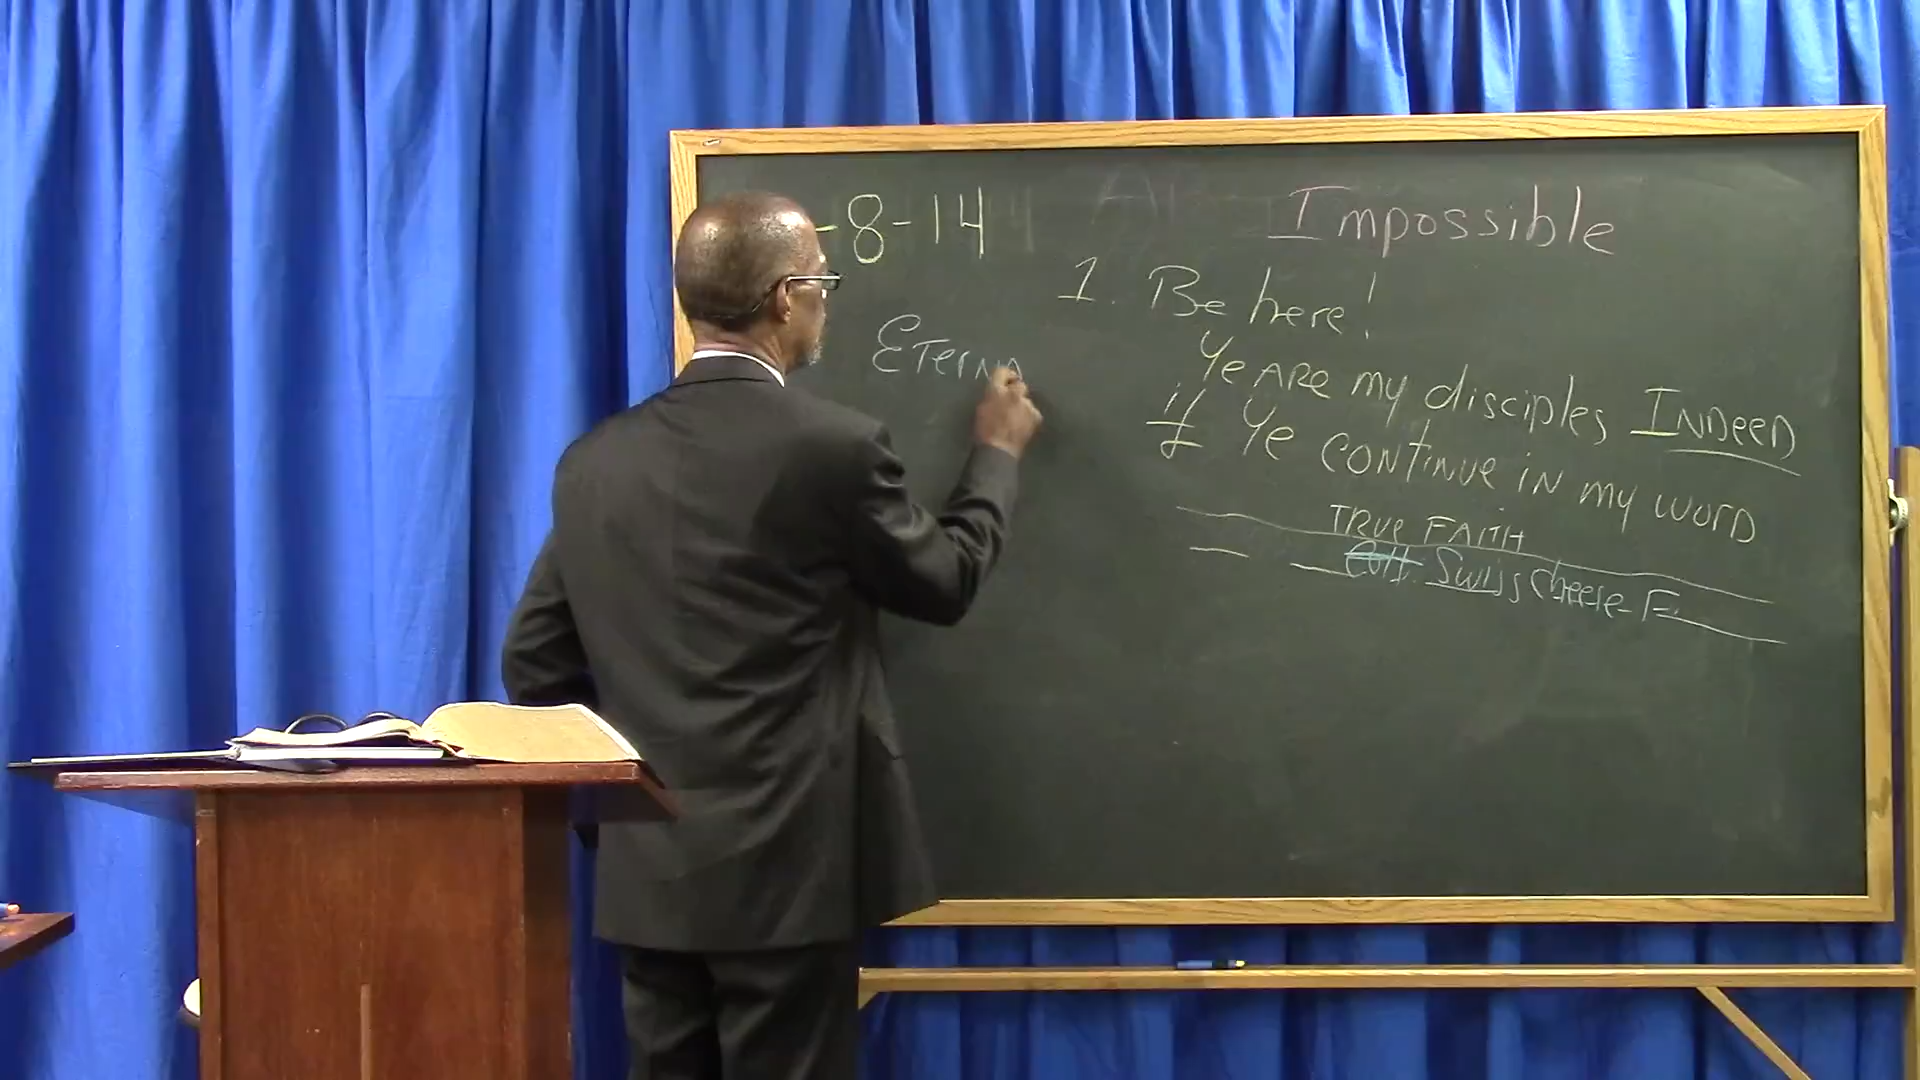 -8-14
Impossible
1. Be here!
Ye ARE my disciples INDeeD
if Ye CONTINUE IN my WORD
TRUE FAITH
Swiss Cheese F
ETerNA